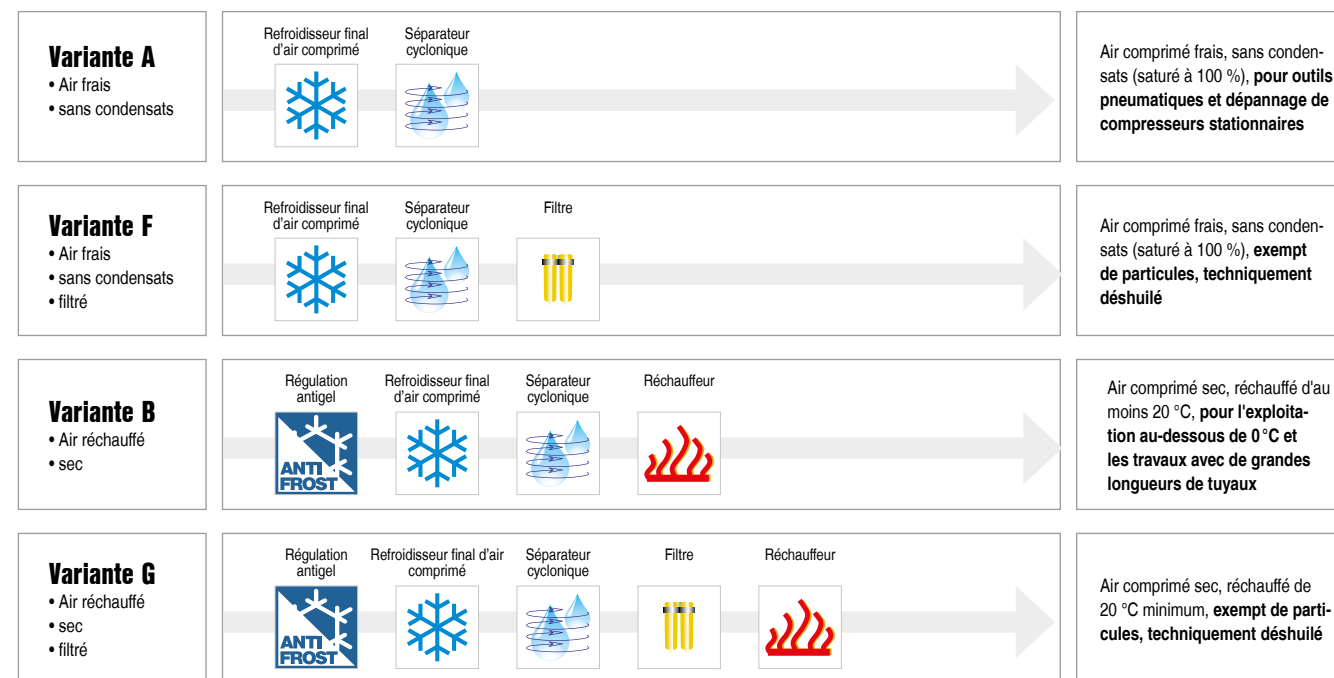 Variante A
• Air frais
• sans condensats
Refroidisseur final
d'air comprimé
Séparateur
cyclonique
Air comprimé frais, sans conden-
sats (saturé à 100 %), pour outils
pneumatiques et dépannage de
compresseurs stationnaires
Variante F
• Air frais
• sans condensats
• filtré
Refroidisseur final
d'air comprimé
Séparateur
cyclonique
Filtre
Air comprimé frais, sans conden-
sats (saturé à 100 %), exempt
de particules, techniquement
déshuilé
Variante B
• Air réchauffé
• sec
Régulation
antigel
ANTI
FROST
Refroidisseur final
d'air comprimé
Séparateur
cyclonique
Réchauffeur
Air comprimé sec, réchauffé d'au
moins 20 °C, pour l'exploita-
tion au-dessous de 0 °C et
les travaux avec de grandes
longueurs de tuyaux
Variante G
• Air réchauffé
• sec
• filtré
Régulation
antigel
ANTI
FROST
Refroidisseur final d'air
comprimé
Séparateur
cyclonique
Filtre
Réchauffeur
Air comprimé sec, réchauffé de
20 °C minimum, exempt de parti-
cules, techniquement déshuilé